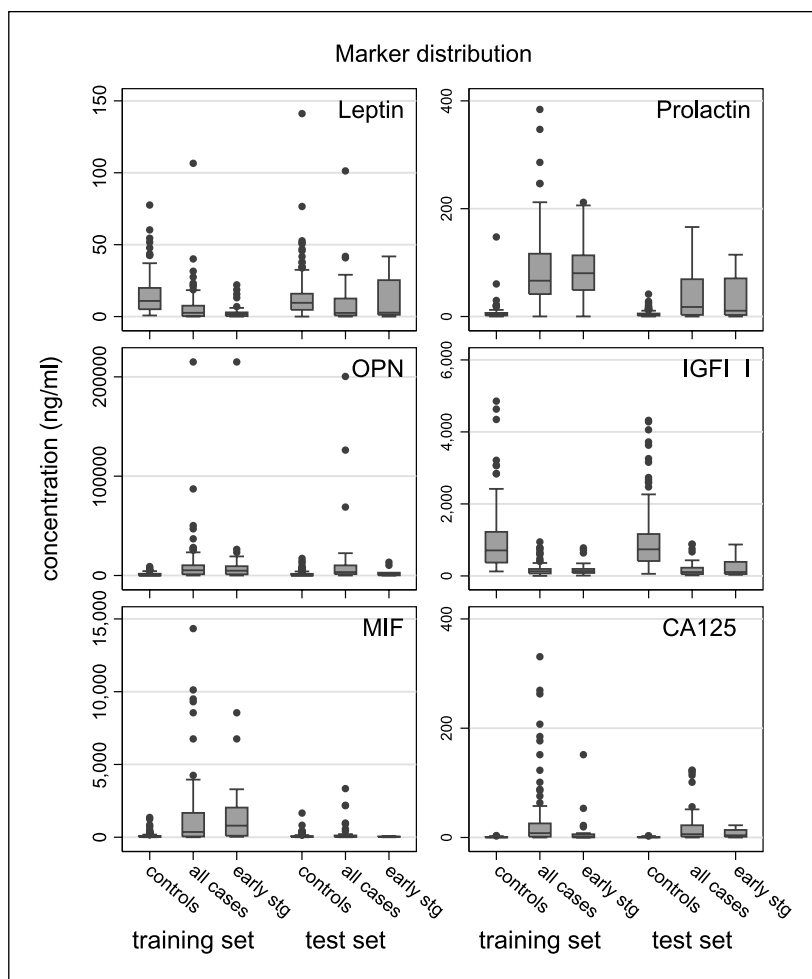 Marker distribution
concentration (ng/ml)
Leptin
150
100
50
0
Prolactin
400
200
0
OPN
200000
100000
0
IGFI I
6,000
4,000
2,000
0
MIF
15,000
10,000
5,000
0
CA125
400
200
0
controls all cases early stg controls all cases early stg
training set test set
controls all cases early stg controls all cases early stg
training set test set